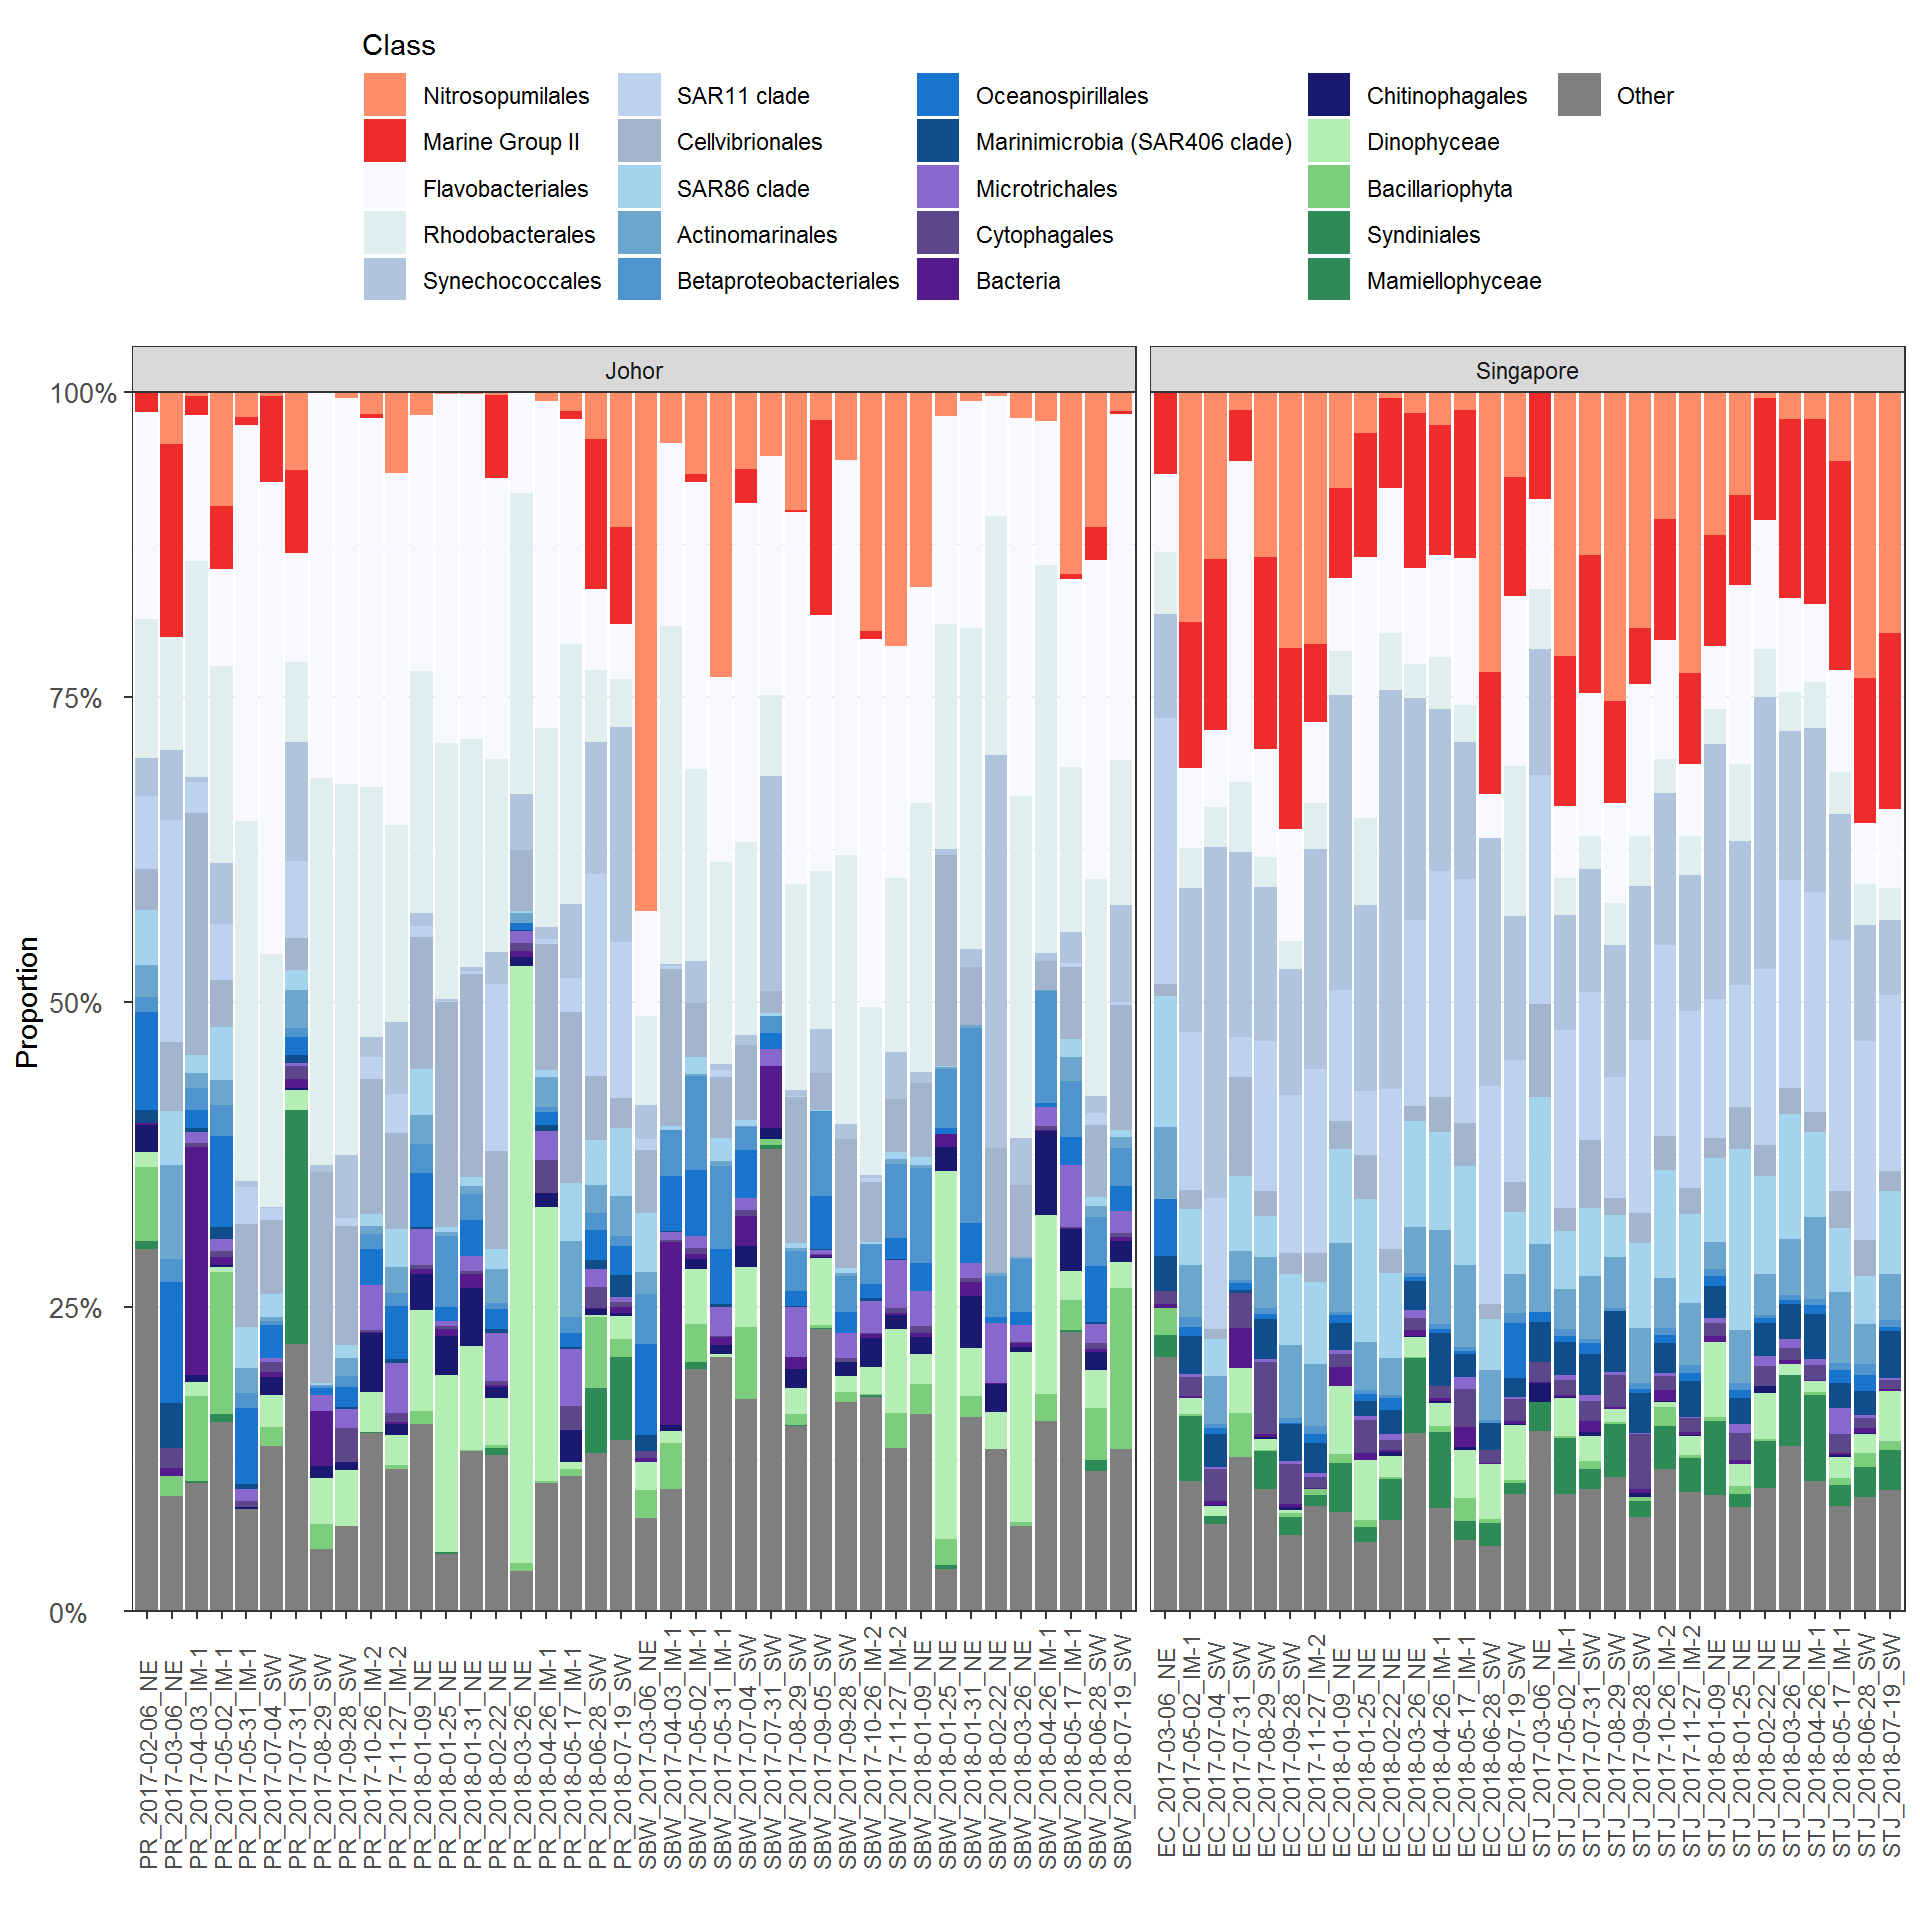 Class
Nitrosopumilales
Marine Group II
Flavobacteriales
Rhodobacterales
Synechococcales
SAR11 clade
Cellvibrionales
SAR86 clade
Actinomarinales
Betaproteobacteriales
Oceanospirillales
Marinimicrobia (SAR406 clade)
Microtrichales
Cytophagales
Bacteria
Chitinophagales
Dinophyceae
Bacillariophyta
Syndiniales
Mamiellophyceae
Other
Johor
Singapore
Proportion
100%
75%
50%
25%
0%
PR_2017-02-06_NE
PR_2017-03-06_NE
PR_2017-04-03_IM-1
PR_2017-05-02_IM-1
PR_2017-05-31_IM-1
PR_2017-07-04_SW
PR_2017-07-31_SW
PR_2017-08-29_SW
PR_2017-09-28_SW
PR_2017-10-26_IM-2
PR_2017-11-27_IM-2
PR_2018-01-09_NE
PR_2018-01-25_NE
PR_2018-01-31_NE
PR_2018-02-22_NE
PR_2018-03-26_NE
PR_2018-04-26_IM-1
PR_2018-05-17_IM-1
PR_2018-06-28_SW
PR_2018-07-19_SW
SBW_2017-03-06_NE
SBW_2017-04-03_IM-1
SBW_2017-05-02_IM-1
SBW_2017-05-31_IM-1
SBW_2017-07-04_SW
SBW_2017-07-31_SW
SBW_2017-08-29_SW
SBW_2017-09-05_SW
SBW_2017-09-28_SW
SBW_2017-10-26_IM-2
SBW_2017-11-27_IM-2
SBW_2018-01-09_NE
SBW_2018-01-25_NE
SBW_2018-01-31_NE
SBW_2018-02-22_NE
SBW_2018-03-26_NE
SBW_2018-04-26_IM-1
SBW_2018-05-17_IM-1
SBW_2018-06-28_SW
SBW_2018-07-19_SW
EC_2017-03-06_NE
EC_2017-05-02_IM-1
EC_2017-07-04_SW
EC_2017-07-31_SW
EC_2017-08-29_SW
EC_2017-09-28_SW
EC_2017-11-27_IM-2
EC_2018-01-09_NE
EC_2018-01-25_NE
EC_2018-02-22_NE
EC_2018-03-26_NE
EC_2018-04-26_IM-1
EC_2018-05-17_IM-1
EC_2018-06-28_SW
EC_2018-07-19_SW
STJ_2017-03-06_NE
STJ_2017-05-02_IM-1
STJ_2017-07-31_SW
STJ_2017-08-29_SW
STJ_2017-09-28_SW
STJ_2017-10-26_IM-2
STJ_2017-11-27_IM-2
STJ_2018-01-09_NE
STJ_2018-01-25_NE
STJ_2018-02-22_NE
STJ_2018-03-26_NE
STJ_2018-04-26_IM-1
STJ_2018-05-17_IM-1
STJ_2018-06-28_SW
STJ_2018-07-19_SW